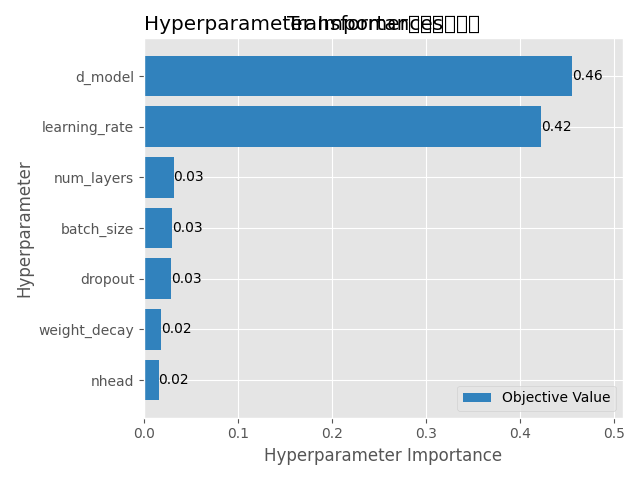 Hyperparameter Importances
Transformer
d_model
0.46
learning_rate
0.42
num_layers
0.03
batch_size
0.03
dropout
0.03
weight_decay
0.02
nhead
0.02
Hyperparameter
Objective Value
0.0 0.1 0.2 0.3 0.4 0.5
Hyperparameter Importance